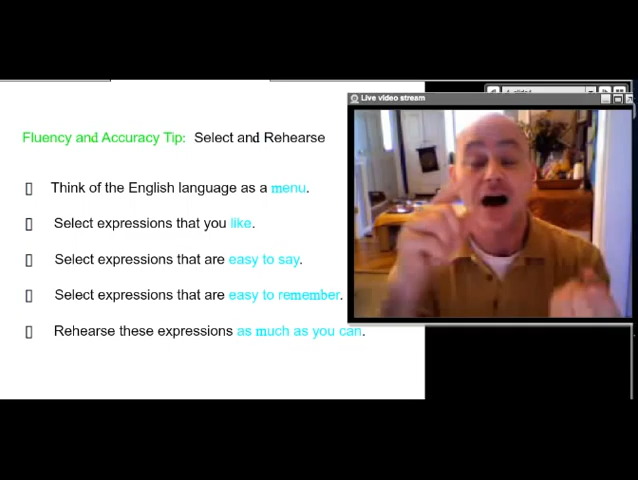 Live video stream
Fluency and Accuracy Tip: Select and Rehearse
Think of the English language as a menu.
Select expressions that you like.
Select expressions that are easy to say.
Select expressions that are easy to remember.
Rehearse these expressions as much as you can.